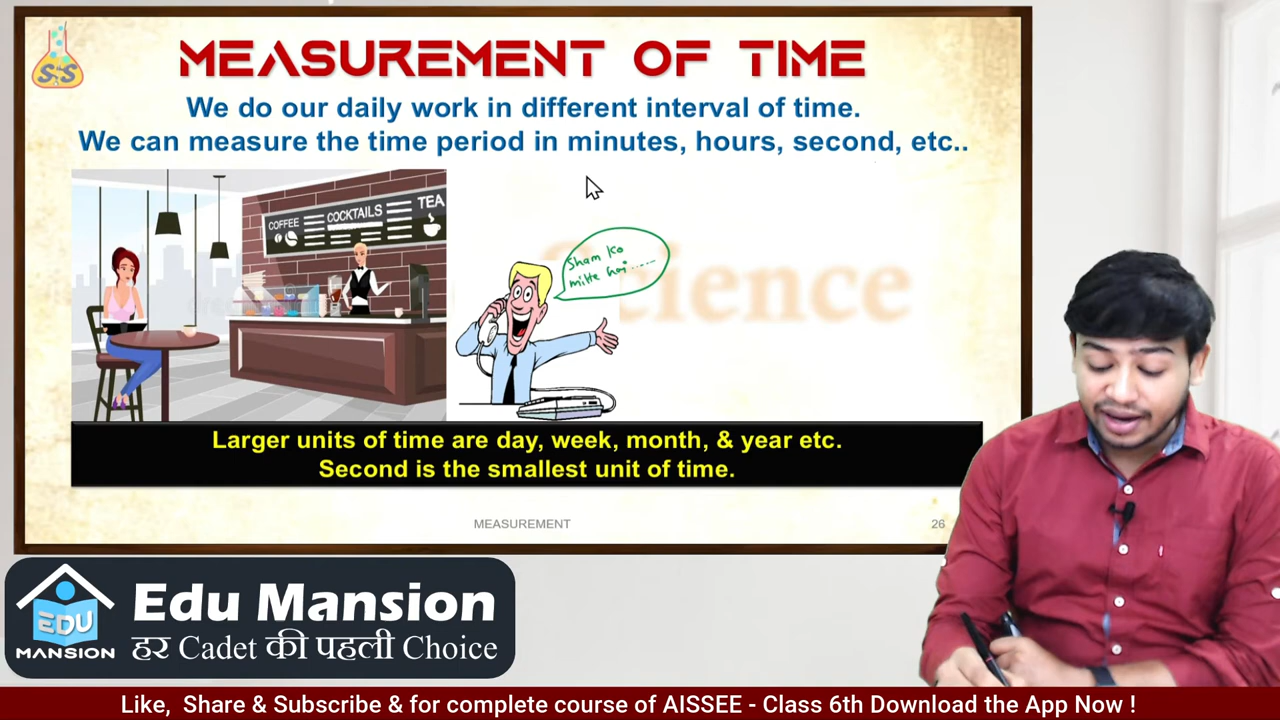 S&S
MEASUREMENT OF TIME
We do our daily work in different interval of time.
We can measure the time period in minutes, hours, second, etc..
COFFEE
COCKTAILS
TEA
Sham ko
milte hai......
Science
Larger units of time are day, week, month, & year etc.
Second is the smallest unit of time.
MEASUREMENT
26
EDU
MANSION
Edu Mansion
हर Cadet की पहली Choice
Like, Share & Subscribe & for complete course of AISSEE - Class 6th Download the App Now !